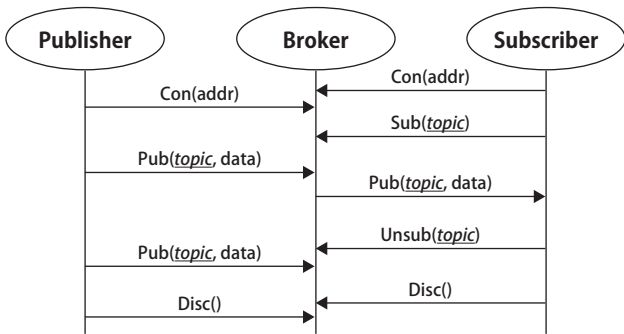 Publisher
Broker
Subscriber
Con(addr)
Con(addr)
Sub(topic)
Pub(topic, data)
Pub(topic, data)
Unsub(topic)
Pub(topic, data)
Disc()
Disc()